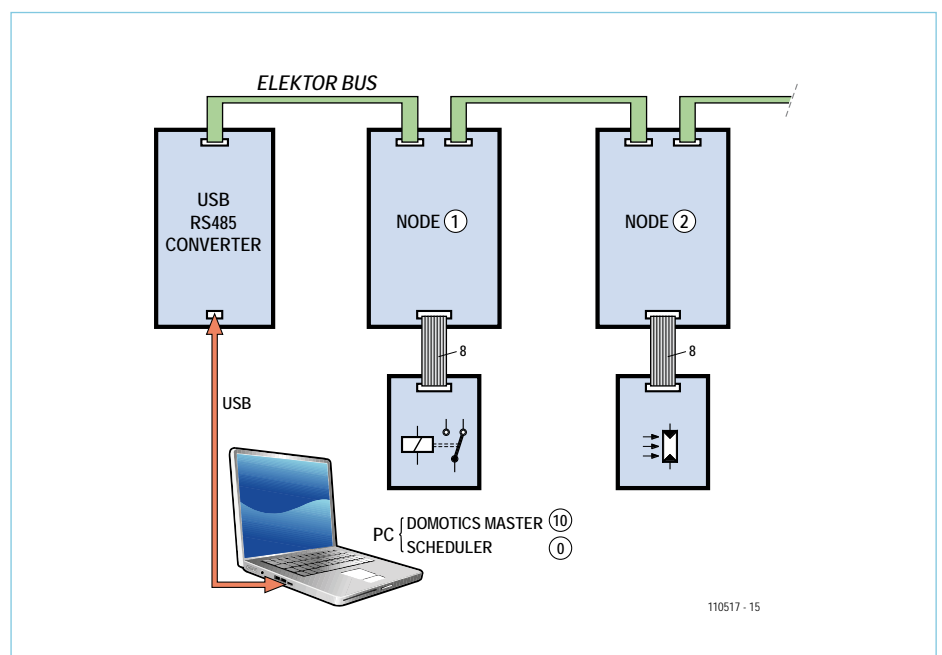 ELEKTOR BUS
USB
RS485
CONVERTER
NODE 1
NODE 2
8
8
USB
PC { DOMOTICS MASTER 10
SCHEDULER 0
110517 - 15